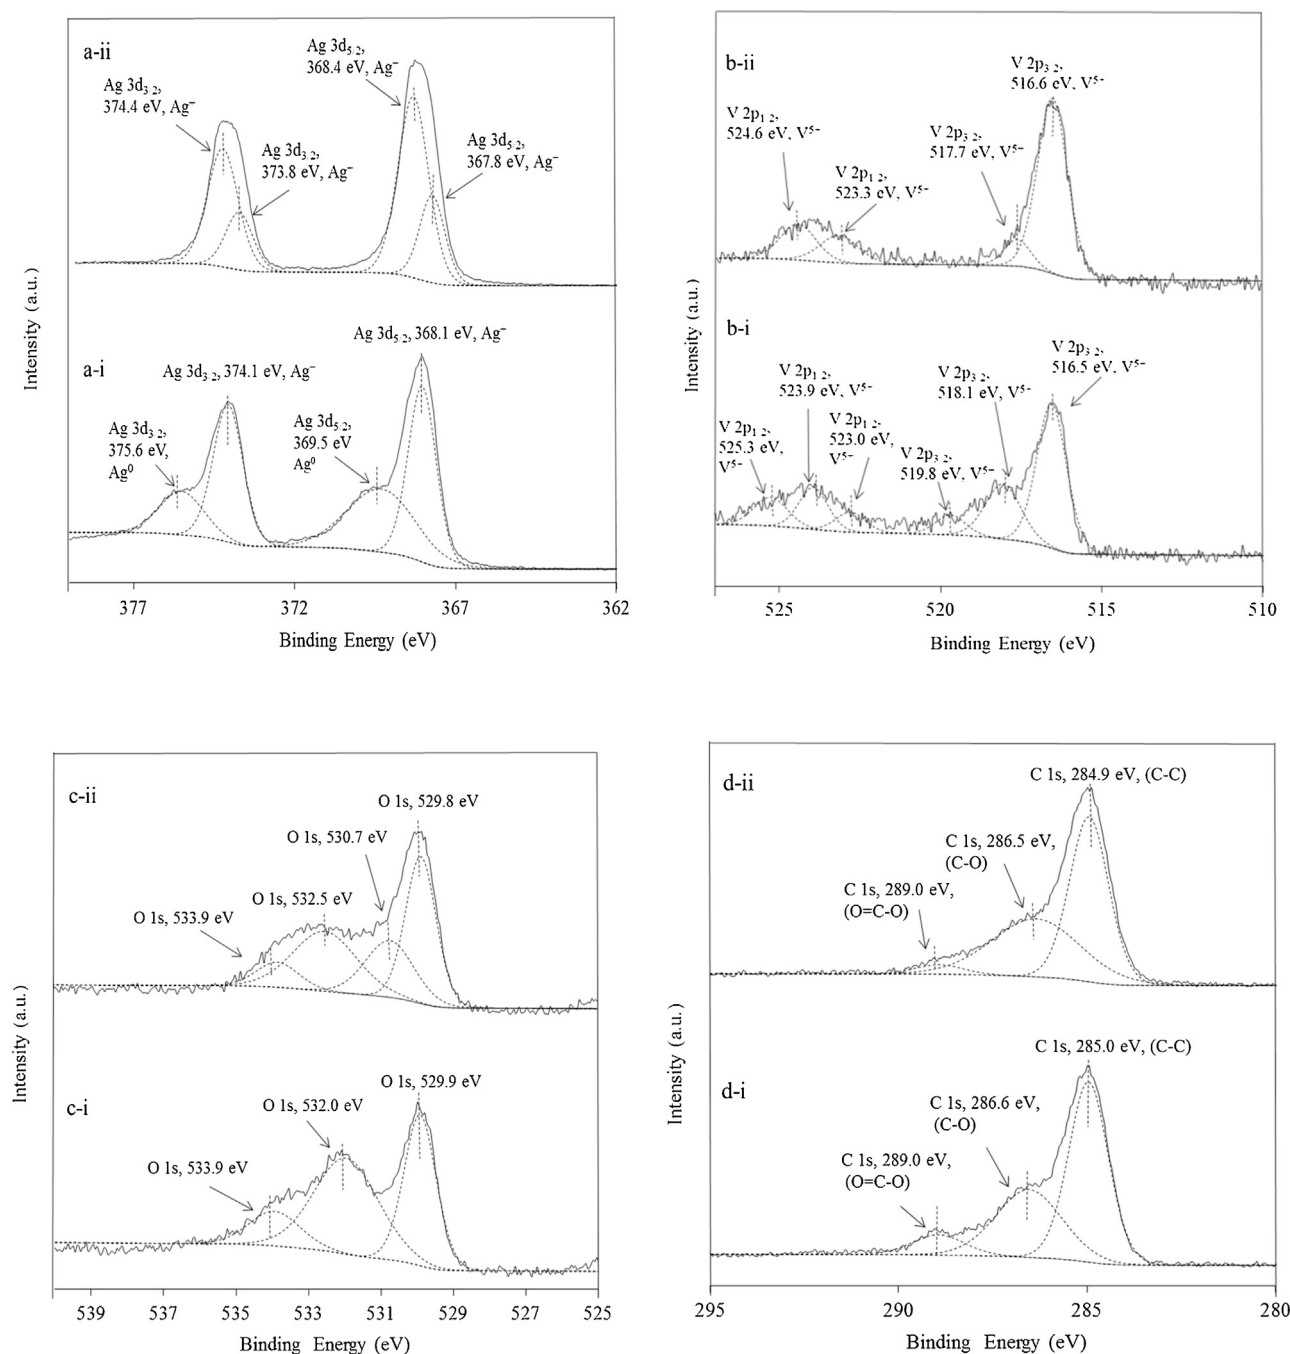 a-ii
Ag 3d5/2,
368.4 eV, Ag⁺
Ag 3d3/2,
374.4 eV, Ag⁺
Ag 3d3/2,
373.8 eV, Ag⁺
Ag 3d5/2,
367.8 eV, Ag⁺
a-i
Ag 3d5/2, 368.1 eV, Ag⁺
Ag 3d3/2, 374.1 eV, Ag⁺
Ag 3d3/2,
375.6 eV,
Ag⁰
Ag 3d5/2,
369.5 eV
Ag⁰
Intensity (a.u.)
377 372 367 362
Binding Energy (eV)
b-ii
V 2p3/2,
516.6 eV, V⁵⁺
V 2p1/2,
524.6 eV, V⁵⁺
V 2p3/2,
517.7 eV, V⁵⁺
V 2p1/2,
523.3 eV, V⁵⁺
b-i
V 2p3/2,
516.5 eV, V⁵⁺
V 2p1/2,
523.9 eV, V⁵⁺
V 2p3/2,
518.1 eV, V⁵⁺
V 2p1/2,
525.3 eV,
V⁵⁺
V 2p1/2,
523.0 eV,
V⁵⁺
V 2p3/2,
519.8 eV, V⁵⁺
Intensity (a.u.)
525 520 515 510
Binding Energy (eV)
c-ii
O 1s, 529.8 eV
O 1s, 530.7 eV
O 1s, 532.5 eV
O 1s, 533.9 eV
c-i
O 1s, 529.9 eV
O 1s, 532.0 eV
O 1s, 533.9 eV
Intensity (a.u.)
539 537 535 533 531 529 527 525
Binding Energy (eV)
d-ii
C 1s, 284.9 eV, (C-C)
C 1s, 286.5 eV,
(C-O)
C 1s, 289.0 eV,
(O=C-O)
d-i
C 1s, 285.0 eV, (C-C)
C 1s, 286.6 eV,
(C-O)
C 1s, 289.0 eV,
(O=C-O)
Intensity (a.u.)
295 290 285 280
Binding Energy (eV)